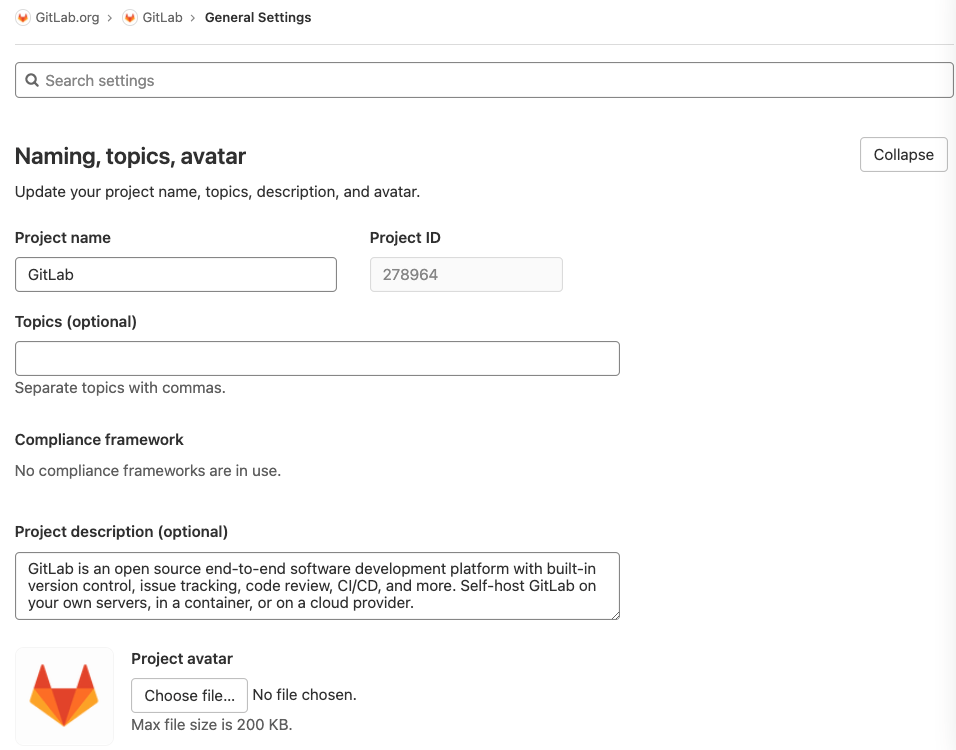 GitLab.org › GitLab › General Settings
Search settings
Naming, topics, avatar
Collapse
Update your project name, topics, description, and avatar.
Project name
Project ID
GitLab
278964
Topics (optional)
Separate topics with commas.
Compliance framework
No compliance frameworks are in use.
Project description (optional)
GitLab is an open source end-to-end software development platform with built-in
version control, issue tracking, code review, CI/CD, and more. Self-host GitLab on
your own servers, in a container, or on a cloud provider.
Project avatar
Choose file... No file chosen.
Max file size is 200 KB.